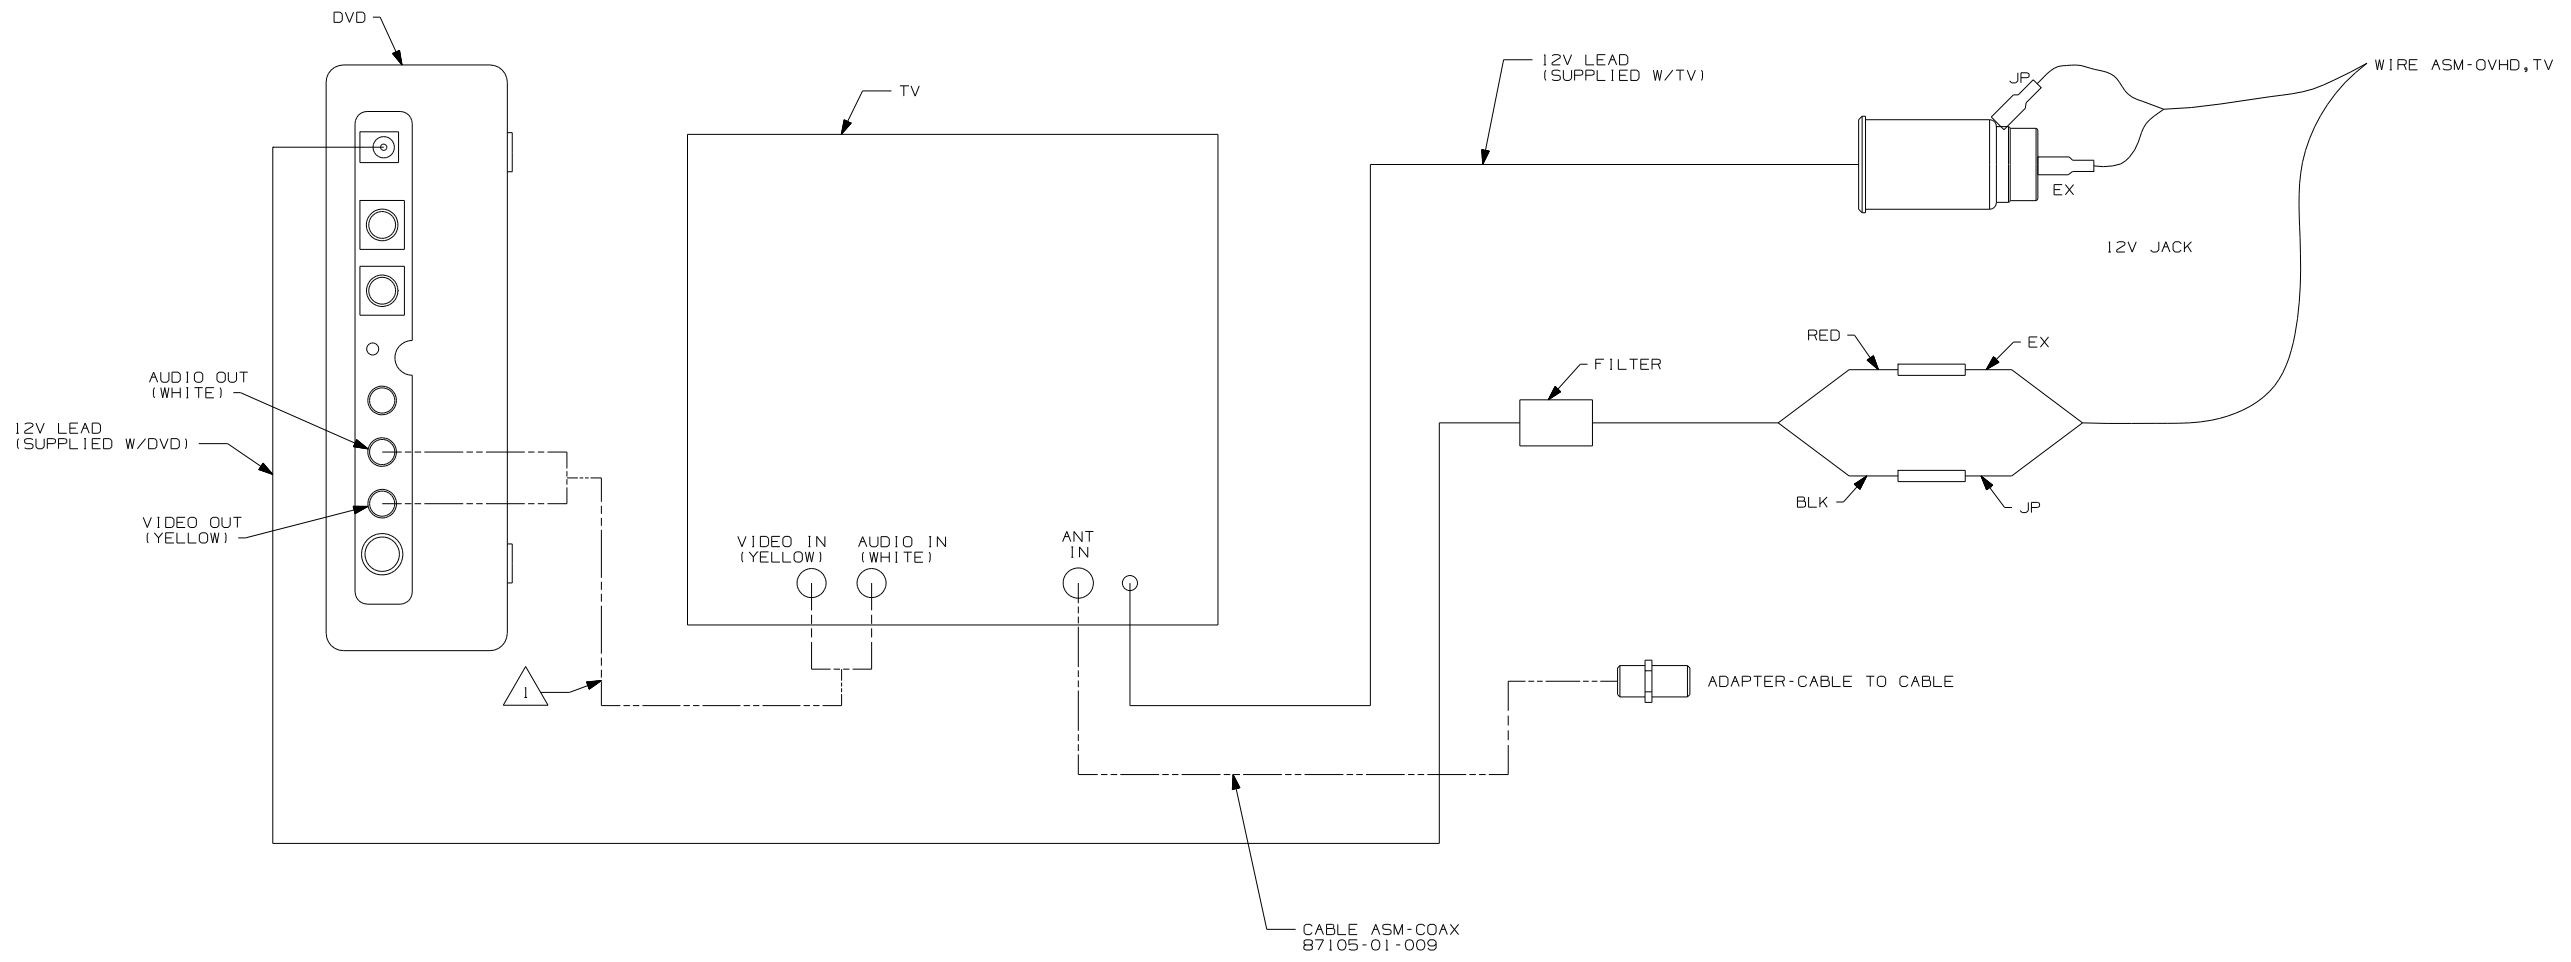 DVD
TV
12V LEAD
(SUPPLIED W/TV)
JP
EX
WIRE ASM-OVHD,TV
12V JACK
RED
EX
FILTER
BLK
JP
AUDIO OUT
(WHITE)
12V LEAD
(SUPPLIED W/DVD)
VIDEO OUT
(YELLOW)
VIDEO IN
(YELLOW)
AUDIO IN
(WHITE)
ANT
IN
1
ADAPTER-CABLE TO CABLE
CABLE ASM-COAX
87105-01-009